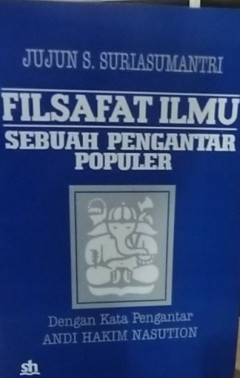 JUJUN S. SURIASUMANTRI
FILSAFAT ILMU
SEBUAH PENGANTAR
POPULER
Dengan Kata Pengantar
ANDI HAKIM NASUTION
sh